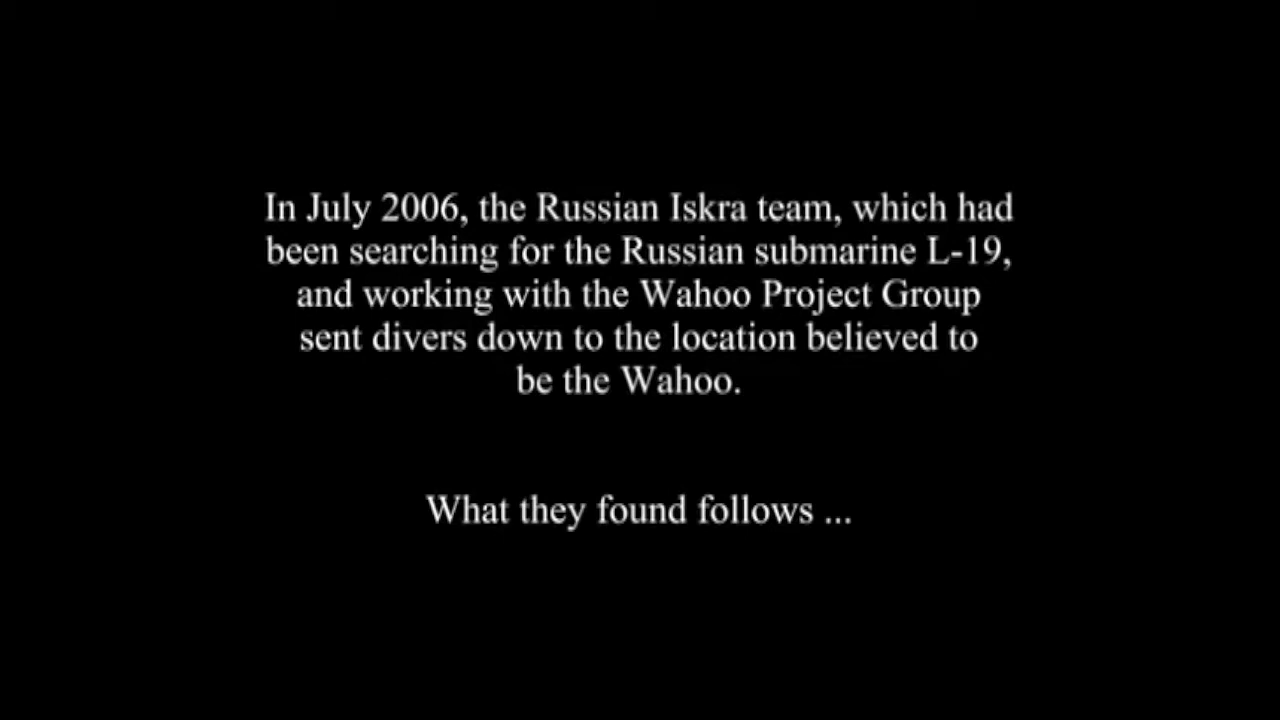 In July 2006, the Russian Iskra team, which had
been searching for the Russian submarine L-19,
and working with the Wahoo Project Group
sent divers down to the location believed to
be the Wahoo.
What they found follows ...